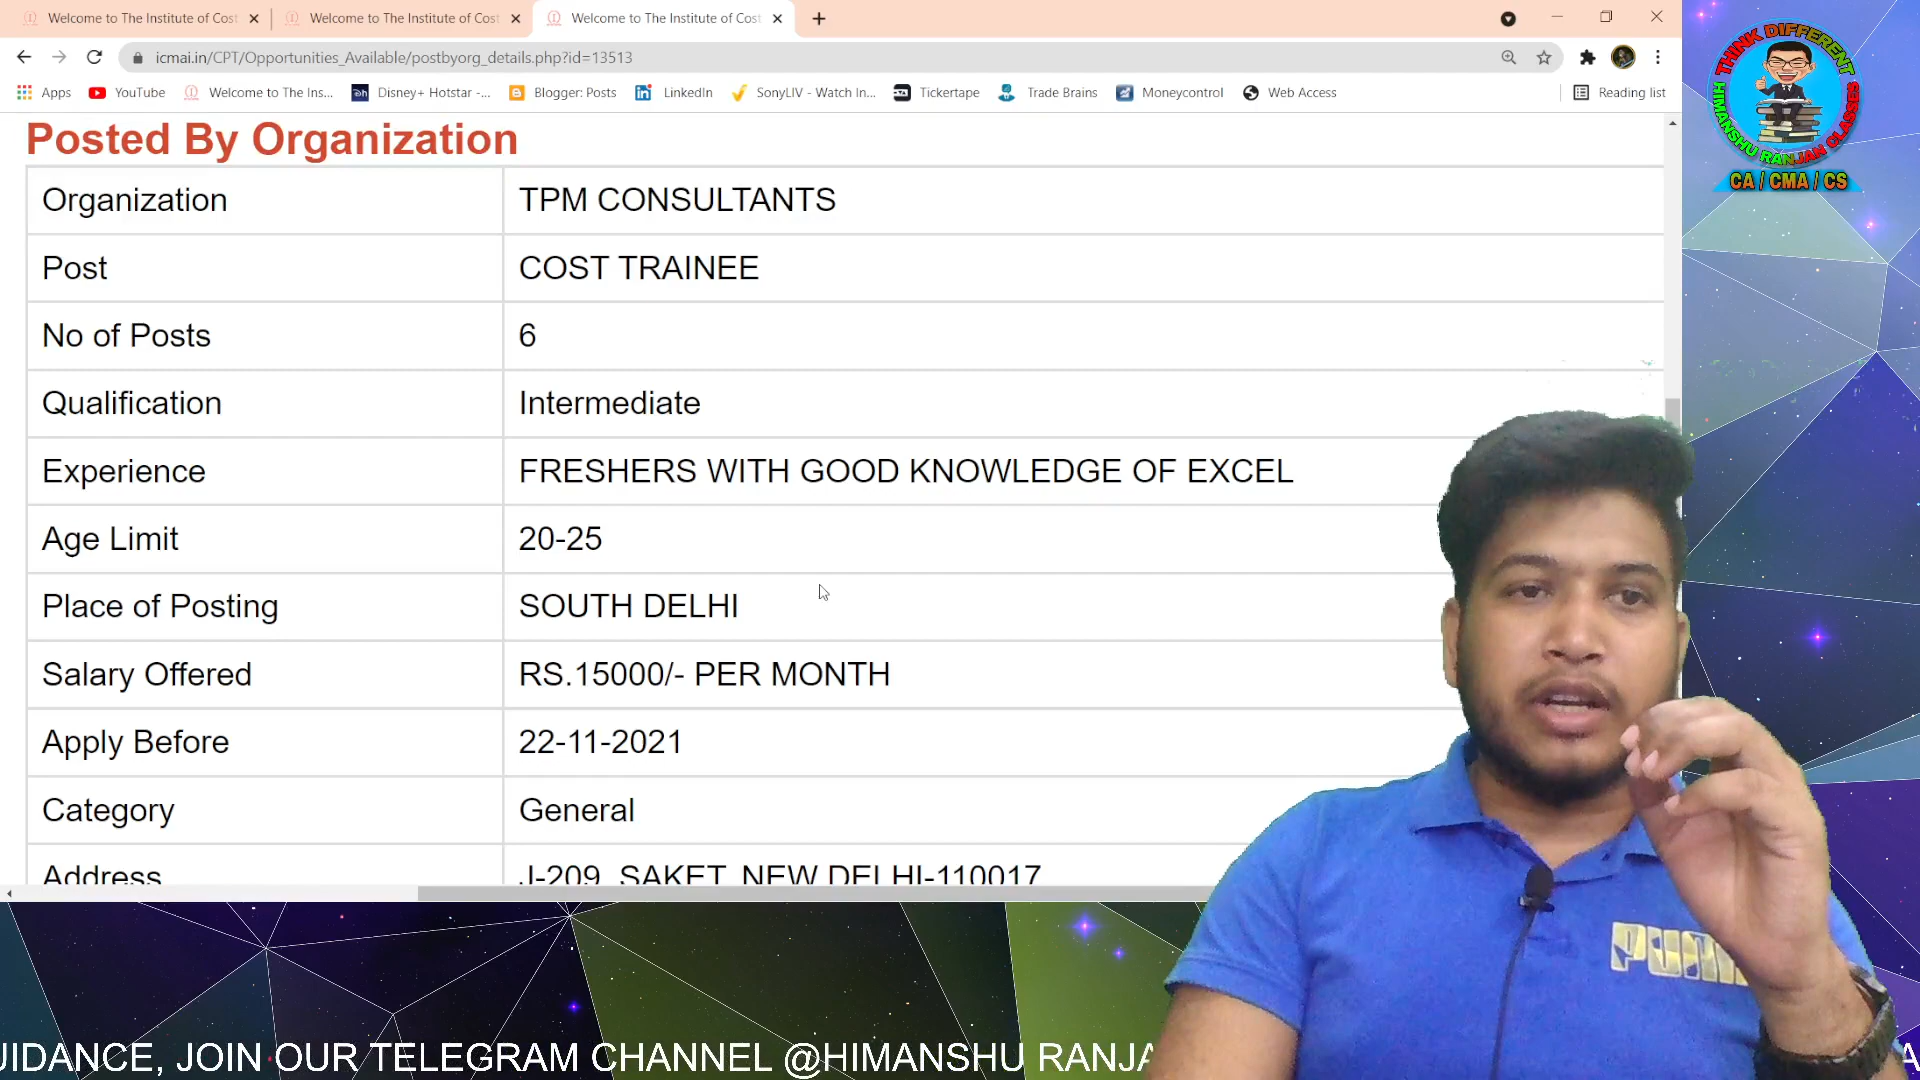 Welcome to The Institute of Cost
Welcome to The Institute of Cost
Welcome to The Institute of Cost
icmai.in/CPT/Opportunities_Available/postbyorg_details.php?id=13513
Apps
YouTube
Welcome to The Ins...
Disney+ Hotstar -...
Blogger: Posts
LinkedIn
SonyLIV - Watch In...
Tickertape
Trade Brains
Moneycontrol
Web Access
Reading list
THINK DIFFERENT
HIMANSHU RANJAN CLASSES
CA / CMA / CS
Posted By Organization
Organization TPM CONSULTANTS
Post COST TRAINEE
No of Posts 6
Qualification Intermediate
Experience FRESHERS WITH GOOD KNOWLEDGE OF EXCEL
Age Limit 20-25
Place of Posting SOUTH DELHI
Salary Offered RS.15000/- PER MONTH
Apply Before 22-11-2021
Category General
Address J-209, SAKET, NEW DELHI-110017
PUMA
UIDANCE, JOIN OUR TELEGRAM CHANNEL @HIMANSHU RANJA